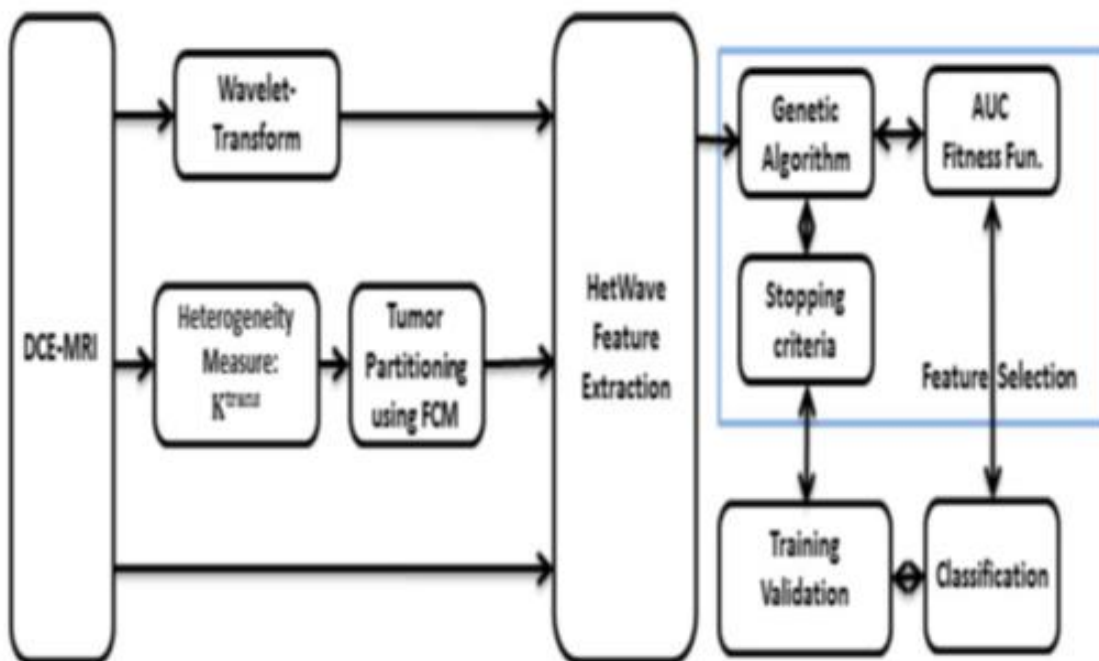 DCE-MRI
Wavelet-
Transform
Heterogeneity
Measure:
K^trans
Tumor
Partitioning
using FCM
HetWave
Feature
Extraction
Genetic
Algorithm
AUC
Fitness Fun.
Stopping
criteria
Feature Selection
Training
Validation
Classification